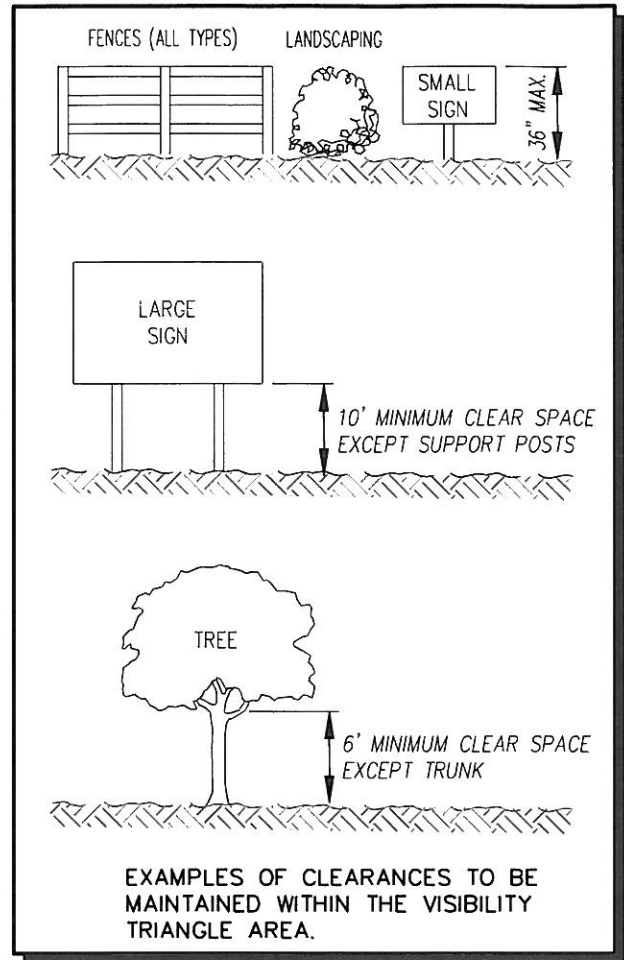 FENCES (ALL TYPES)
LANDSCAPING
SMALL
SIGN
36" MAX.
LARGE
SIGN
10' MINIMUM CLEAR SPACE
EXCEPT SUPPORT POSTS
TREE
6' MINIMUM CLEAR SPACE
EXCEPT TRUNK
EXAMPLES OF CLEARANCES TO BE
MAINTAINED WITHIN THE VISIBILITY
TRIANGLE AREA.